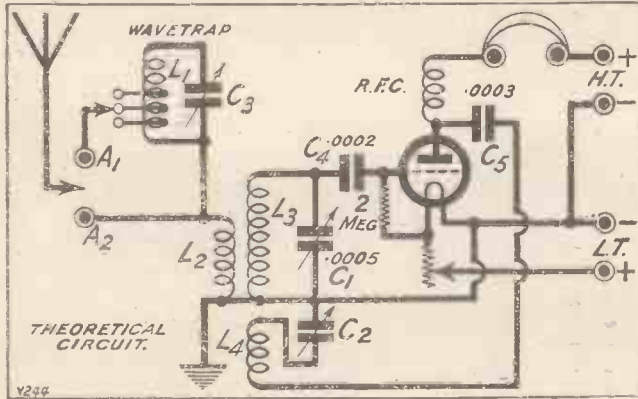 WAVETRAP
L1
C3
A1
A2
R.F.C.
.0003
H.T.
+
-
C5
.0002
C4
2
MEG
L3
L2
.0005
C1
-
L.T.
+
C2
L4
THEORETICAL
CIRCUIT.
Y244